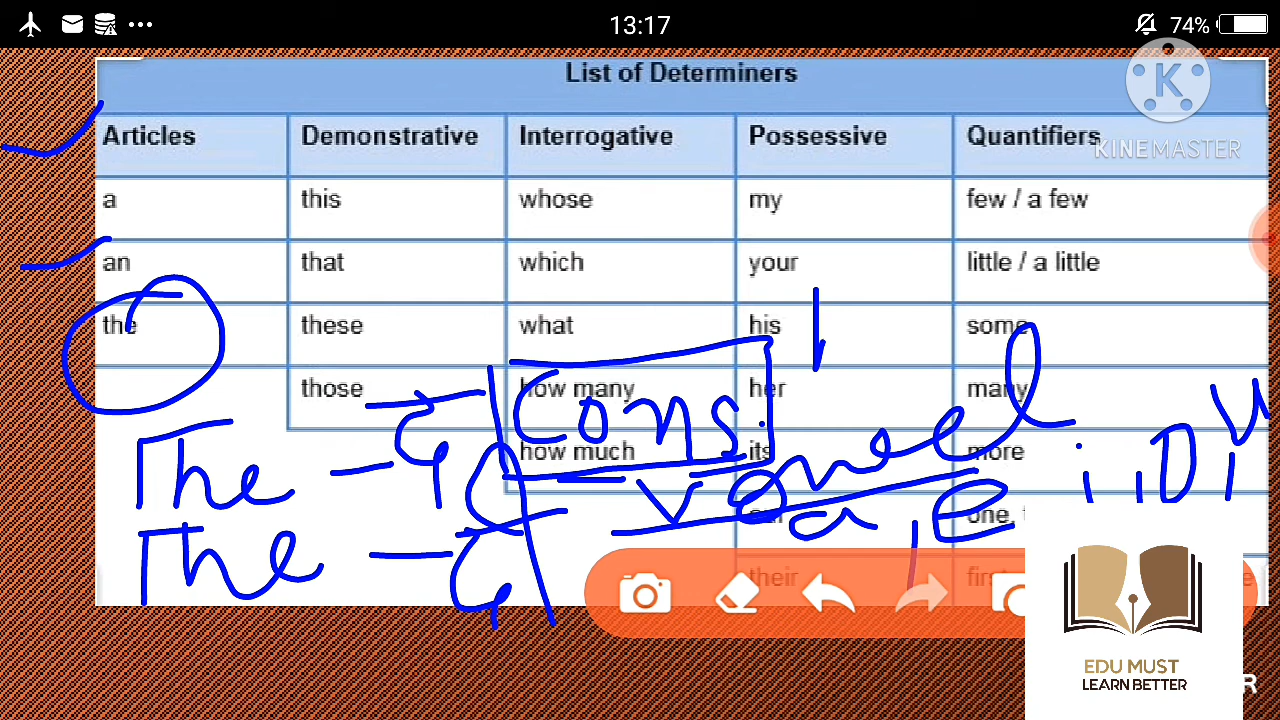 13:17 74%
List of Determiners
KINEMASTER
Articles Demonstrative Interrogative Possessive Quantifiers
a this whose my few / a few
an that which your little / a little
the these what his some
those how many her many
how much its more
one,
their
Cons.
The
vowel
a, e, i, o, u
The
EDU MUST
LEARN BETTER